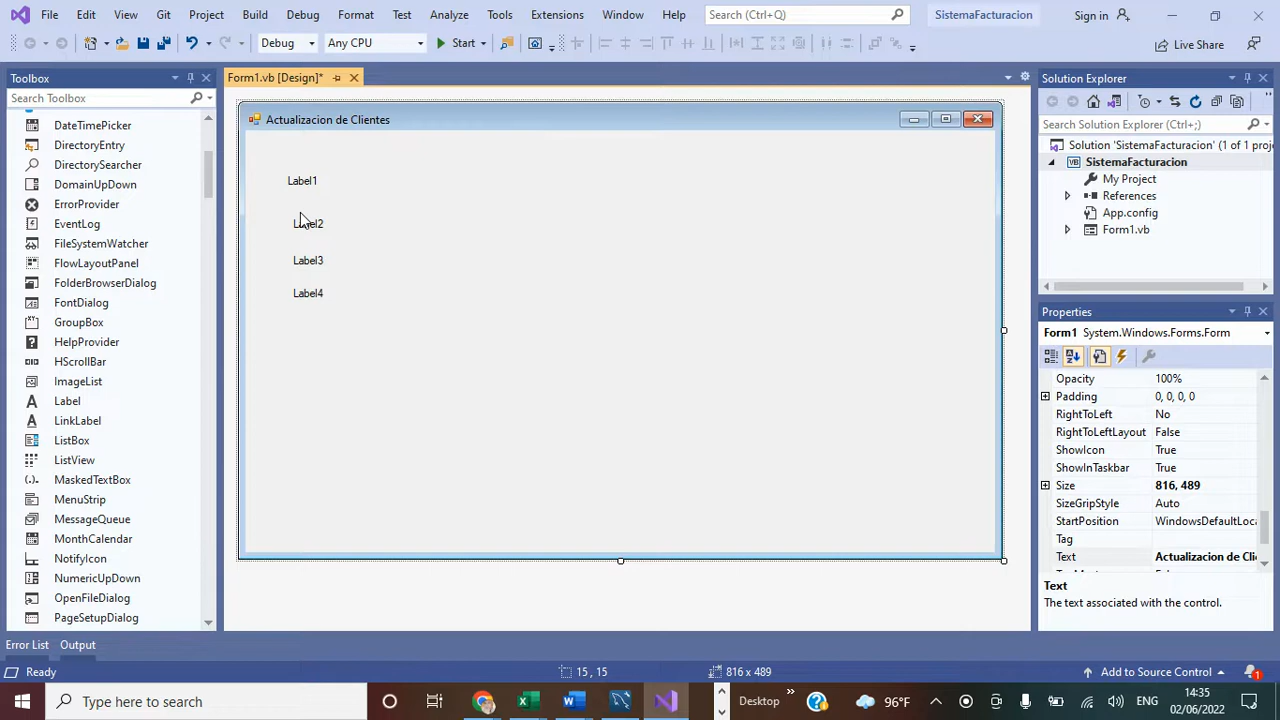 File Edit View Git Project Build Debug Format Test Analyze Tools Extensions Window Help Search (Ctrl+Q) SistemaFacturacion Sign in
Debug Any CPU Start Live Share
Toolbox
Search Toolbox
DateTimePicker
DirectoryEntry
DirectorySearcher
DomainUpDown
ErrorProvider
EventLog
FileSystemWatcher
FlowLayoutPanel
FolderBrowserDialog
FontDialog
GroupBox
HelpProvider
HScrollBar
ImageList
Label
LinkLabel
ListBox
ListView
MaskedTextBox
MenuStrip
MessageQueue
MonthCalendar
NotifyIcon
NumericUpDown
OpenFileDialog
PageSetupDialog
Form1.vb [Design]*
Actualizacion de Clientes
Label1
Label2
Label3
Label4
Solution Explorer
Search Solution Explorer (Ctrl+;)
Solution 'SistemaFacturacion' (1 of 1 proj
VB SistemaFacturacion
My Project
References
App.config
Form1.vb
Properties
Form1 System.Windows.Forms.Form
Opacity 100%
Padding 0, 0, 0, 0
RightToLeft No
RightToLeftLayout False
ShowIcon True
ShowInTaskbar True
Size 816, 489
SizeGripStyle Auto
StartPosition WindowsDefaultLoca
Tag
Text Actualizacion de Clie
Text
The text associated with the control.
Error List Output
Ready 15 , 15 816 x 489 Add to Source Control 1
Type here to search Desktop 96°F ENG 14:35
02/06/2022 1